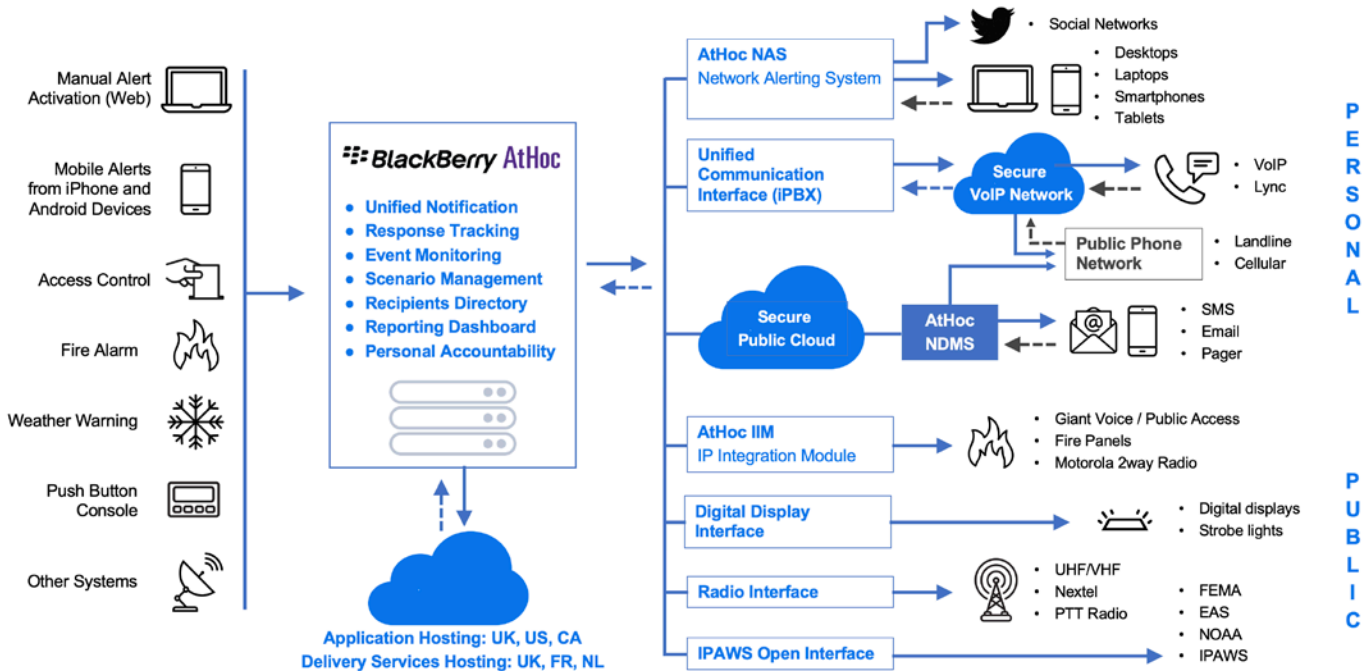 Manual Alert
Activation (Web)
Mobile Alerts
from iPhone and
Android Devices
Access Control
Fire Alarm
Weather Warning
Push Button
Console
Other Systems
BlackBerry AtHoc
• Unified Notification
• Response Tracking
• Event Monitoring
• Scenario Management
• Recipients Directory
• Reporting Dashboard
• Personal Accountability
Application Hosting: UK, US, CA
Delivery Services Hosting: UK, FR, NL
AtHoc NAS
Network Alerting System
• Social Networks
• Desktops
• Laptops
• Smartphones
• Tablets
Unified
Communication
Interface (iPBX)
Secure
VoIP Network
• VoIP
• Lync
Public Phone
Network
• Landline
• Cellular
Secure
Public Cloud
AtHoc
NDMS
@
• SMS
• Email
• Pager
AtHoc IIM
IP Integration Module
• Giant Voice / Public Access
• Fire Panels
• Motorola 2way Radio
Digital Display
Interface
• Digital displays
• Strobe lights
Radio Interface
• UHF/VHF
• Nextel
• PTT Radio
IPAWS Open Interface
• FEMA
• EAS
• NOAA
• IPAWS
PERSONAL
PUBLIC